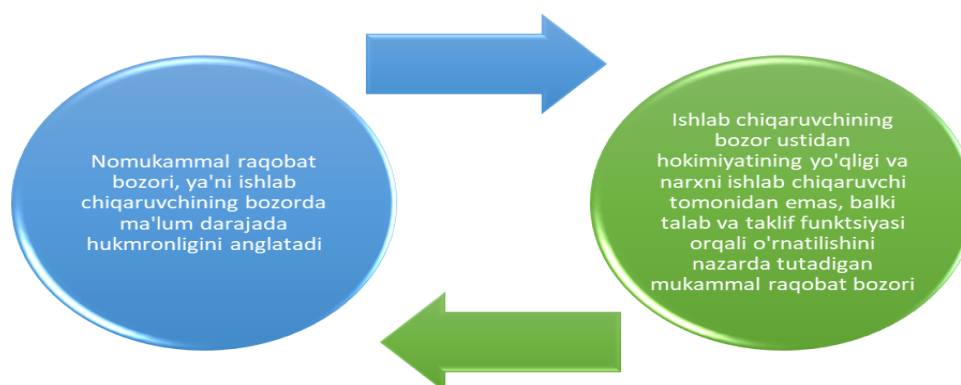 Nomukammal raqobat
bozori, ya'ni ishlab
chiqaruvchining bozorda
ma'lum darajada
hukmronligini anglatadi
Ishlab chiqaruvchining
bozor ustidan
hokimiyatining yo'qligi va
narxni ishlab chiqaruvchi
tomonidan emas, balki
talab va taklif funktsiyasi
orqali o'rnatilishini
nazarda tutadigan
mukammal raqobat bozori